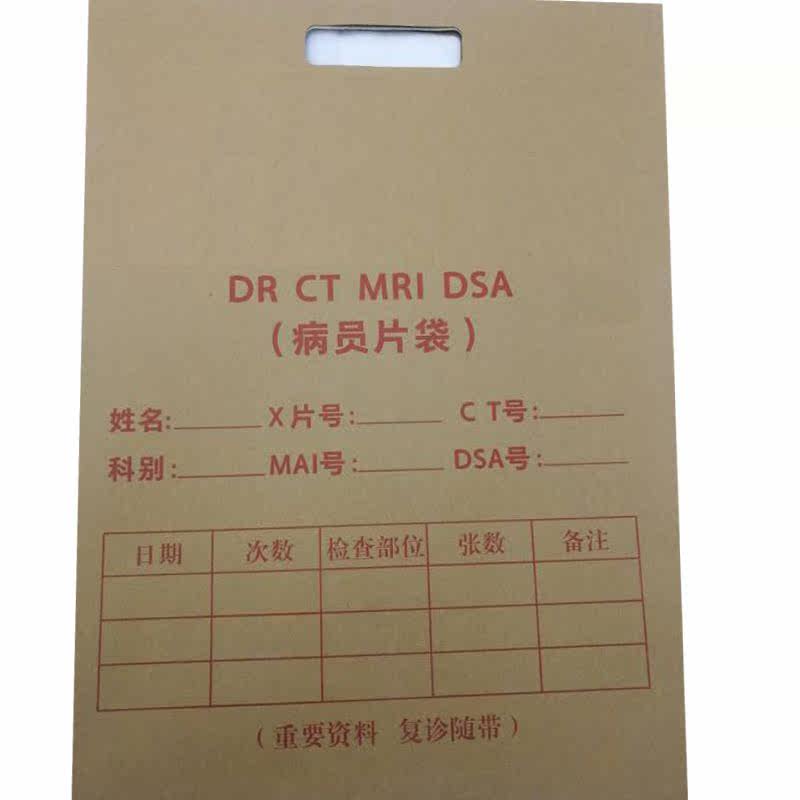 DR CT MRI DSA
（病员片袋）
姓名:______ X片号:______ CT号:______
科别:______ MAI号:______ DSA号:______
日期 次数 检查部位 张数 备注
（重要资料 复诊随带）